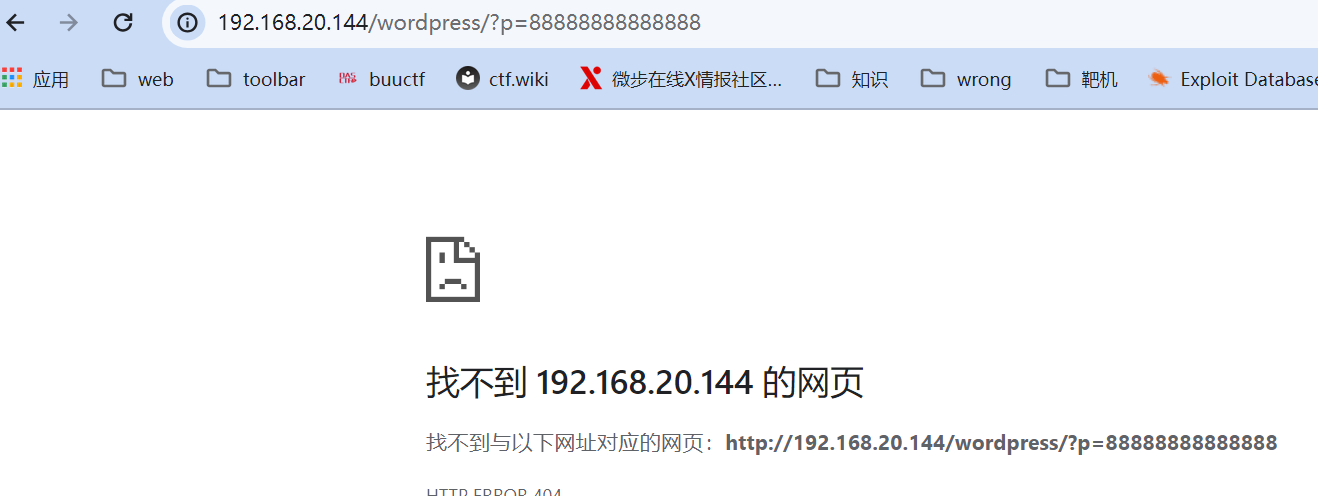 192.168.20.144/wordpress/?p=88888888888888
应用 web toolbar buuctf ctf.wiki 微步在线X情报社区... 知识 wrong 靶机 Exploit Database
找不到 192.168.20.144 的网页
找不到与以下网址对应的网页：http://192.168.20.144/wordpress/?p=88888888888888
HTTP ERROR 404